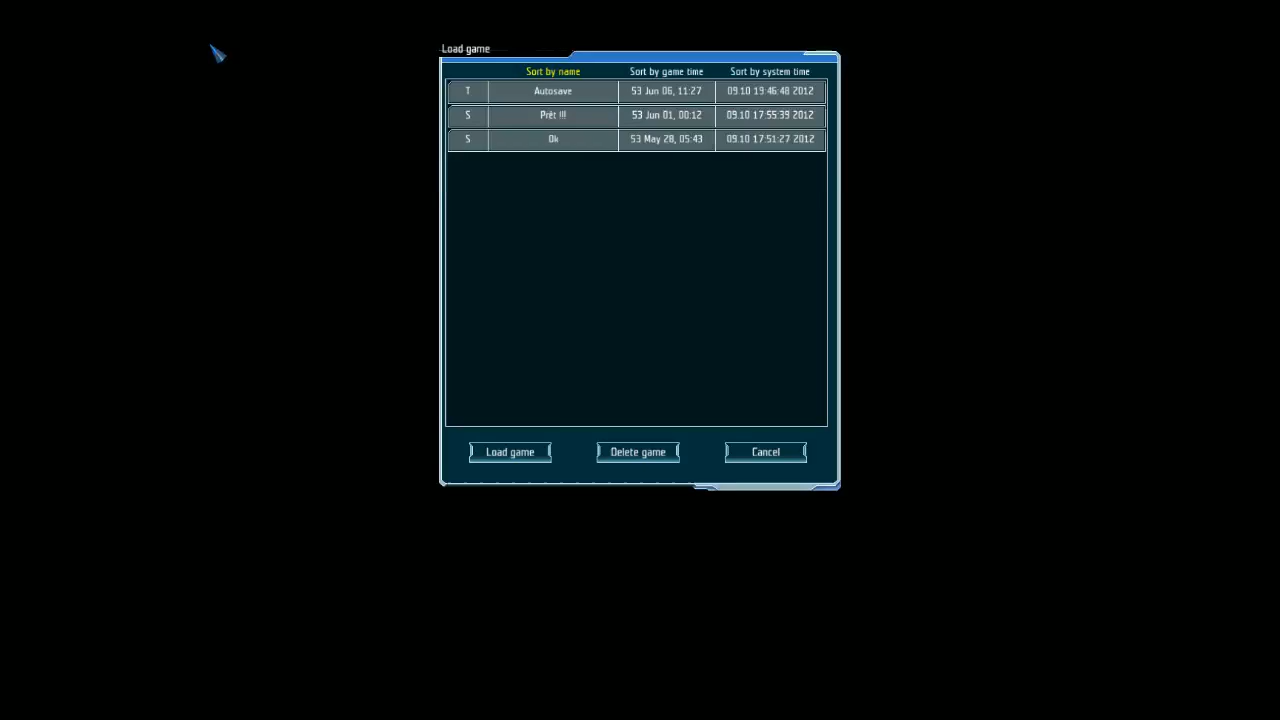 Load game
Sort by name Sort by game time Sort by system time
T Autosave 53 Jun 06, 11:27 09.10 19:46:48 2012
S Prêt !!! 53 Jun 01, 00:12 09.10 17:55:39 2012
S Ok 53 May 28, 05:43 09.10 17:51:27 2012
Load game Delete game Cancel